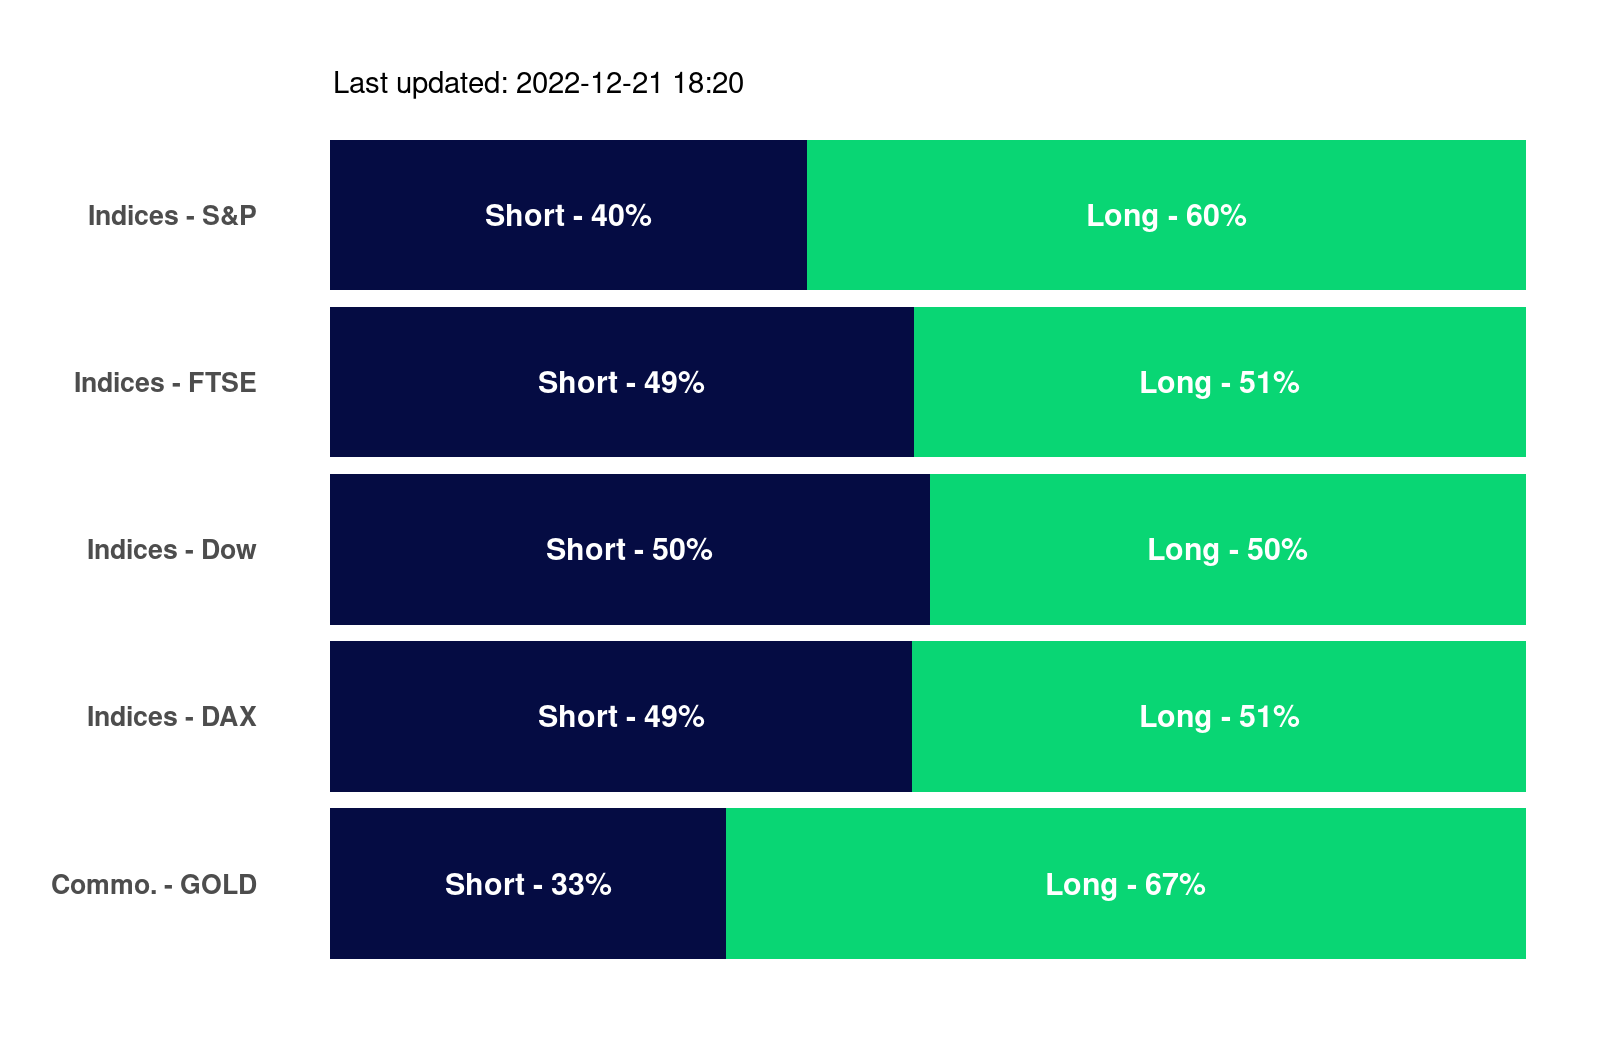 Last updated: 2022-12-21 18:20
Indices - S&P Short - 40% Long - 60%
Indices - FTSE Short - 49% Long - 51%
Indices - Dow Short - 50% Long - 50%
Indices - DAX Short - 49% Long - 51%
Commo. - GOLD Short - 33% Long - 67%